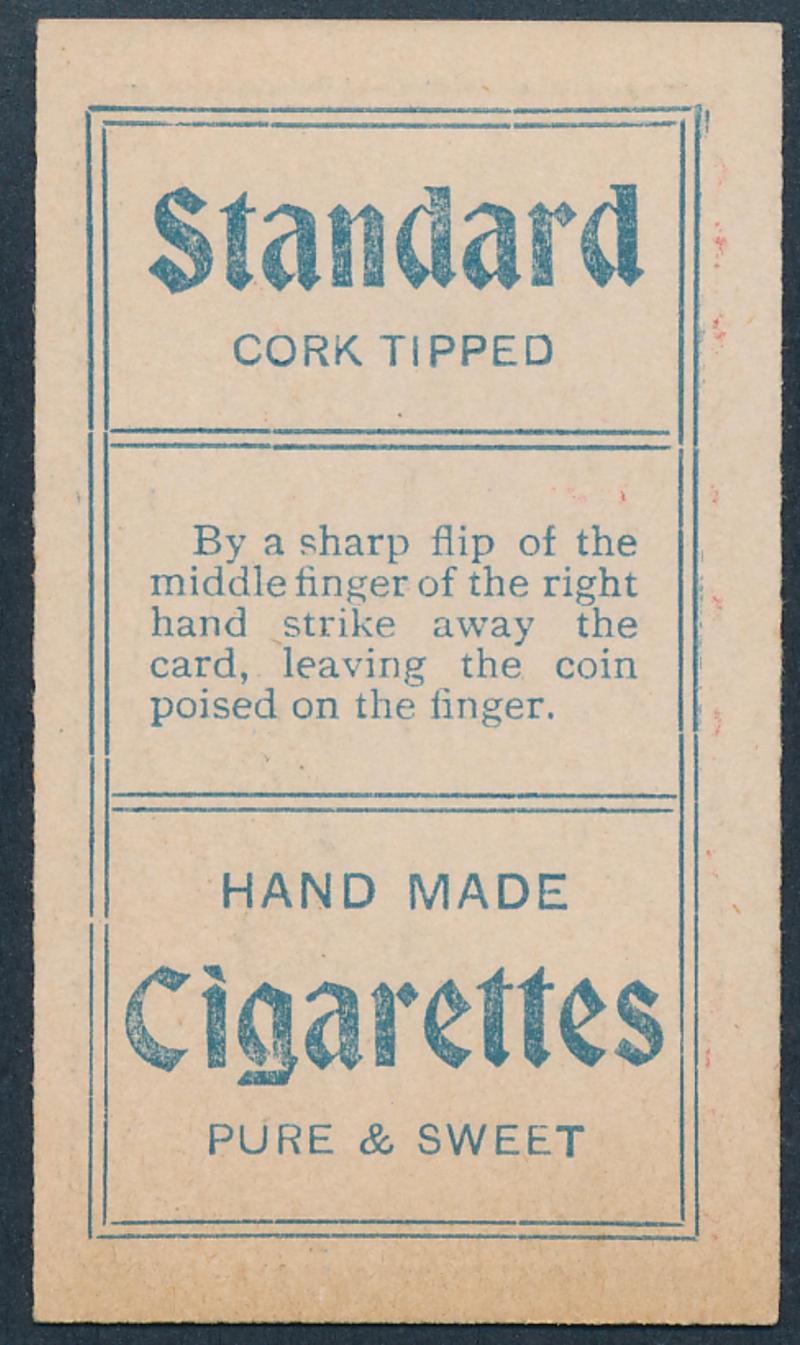 Standard
CORK TIPPED
By a sharp flip of the
middle finger of the right
hand strike away the
card, leaving the coin
poised on the finger.
HAND MADE
Cigarettes
PURE & SWEET